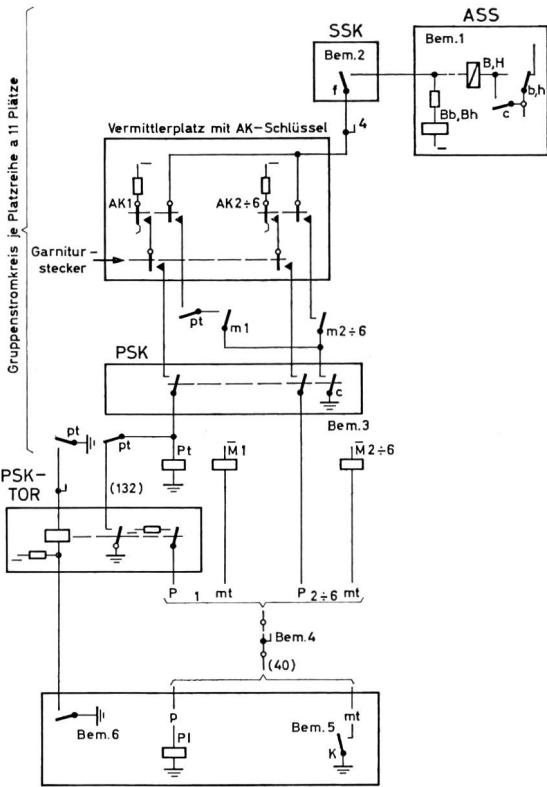 ASS
SSK
Bem.1
Bem.2
B,H
f
b,h
c
Bb,Bh
4
Vermittlerplatz mit AK-Schlüssel
AK1
AK2÷6
Garnitur-
stecker
Gruppenstromkreis je Platzreihe a 11 Plätze
pt
m1
m2÷6
PSK
c
Bem.3
pt
pt
Pt
M̅1
M̅2÷6
PSK-
TOR
(132)
P 1 mt
P 2÷6 mt
Bem.4
(40)
p
mt
Bem.6
Pl
Bem.5
K